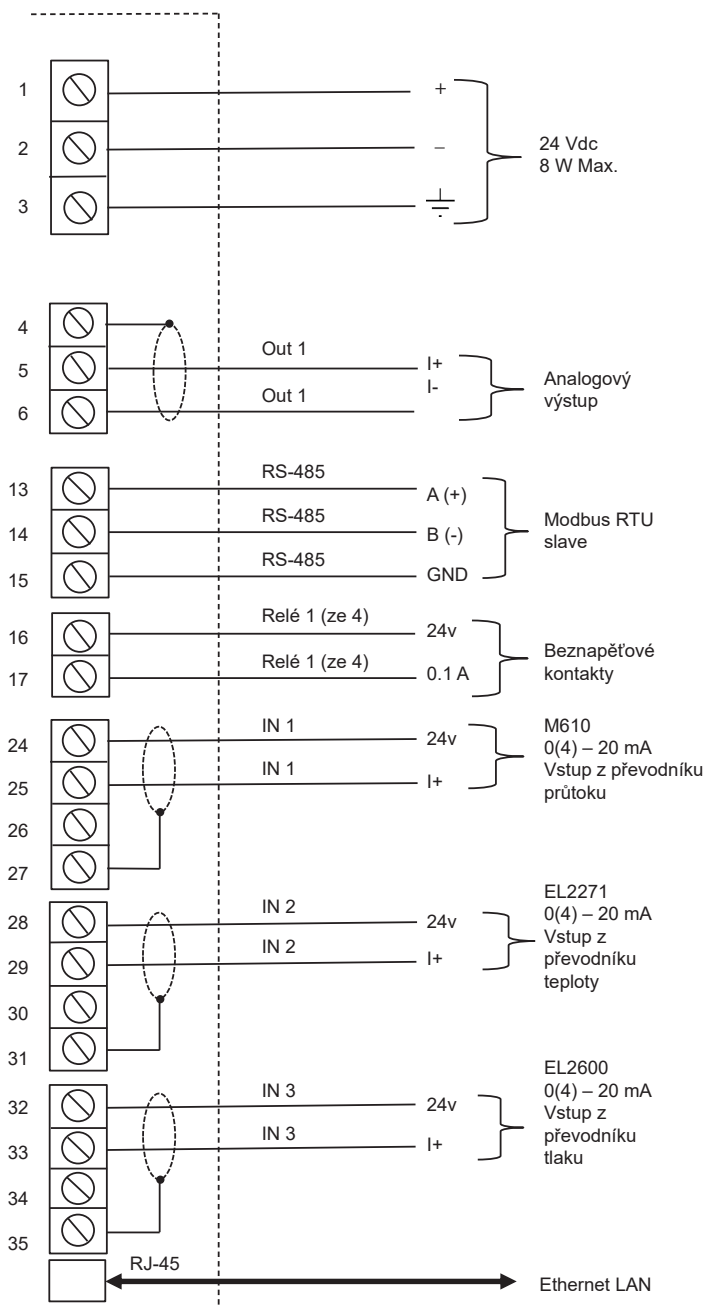 1
+
2
–
24 Vdc
8 W Max.
3
4
5
Out 1
I+
I-
6
Out 1
Analogový
výstup
13
RS-485
A (+)
14
RS-485
B (-)
15
RS-485
GND
Modbus RTU
slave
16
Relé 1 (ze 4)
24v
17
Relé 1 (ze 4)
0.1 A
Beznapěťové
kontakty
24
IN 1
24v
25
IN 1
I+
26
27
M610
0(4) – 20 mA
Vstup z převodníku
průtoku
28
IN 2
24v
29
IN 2
I+
30
31
EL2271
0(4) – 20 mA
Vstup z
převodníku
teploty
32
IN 3
24v
33
IN 3
I+
34
35
EL2600
0(4) – 20 mA
Vstup z
převodníku
tlaku
RJ-45
Ethernet LAN